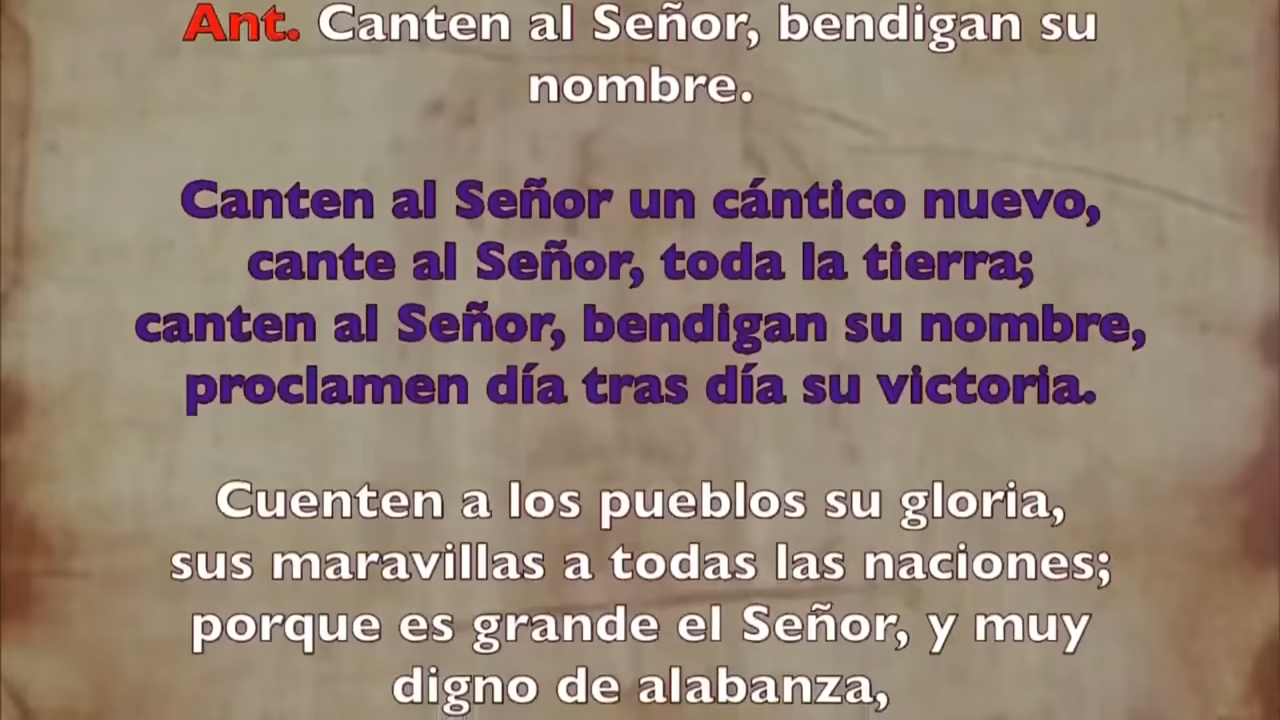 Ant. Canten al Señor, bendigan su
nombre.
Canten al Señor un cántico nuevo,
cante al Señor, toda la tierra;
canten al Señor, bendigan su nombre,
proclamen día tras día su victoria.
Cuenten a los pueblos su gloria,
sus maravillas a todas las naciones;
porque es grande el Señor, y muy
digno de alabanza,